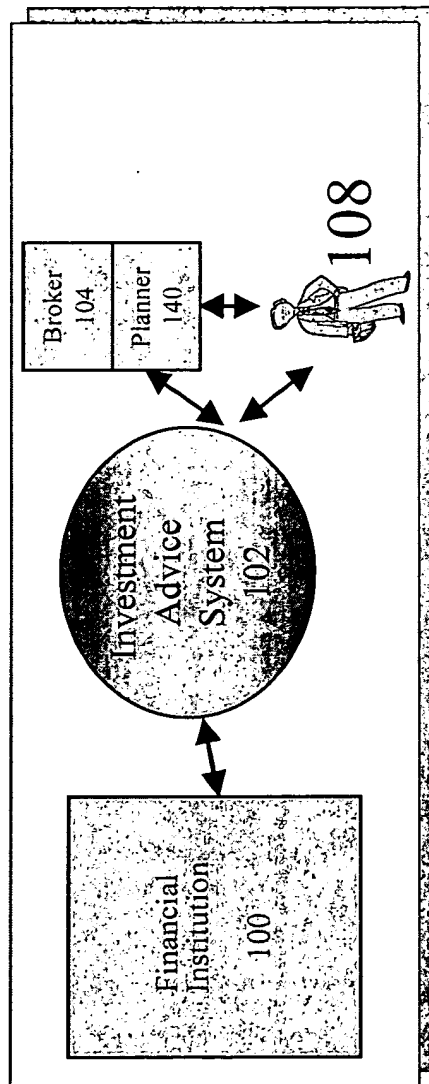 Financial
Institution
100
Investment
Advice
System
102
Broker
104
Planner
140
108